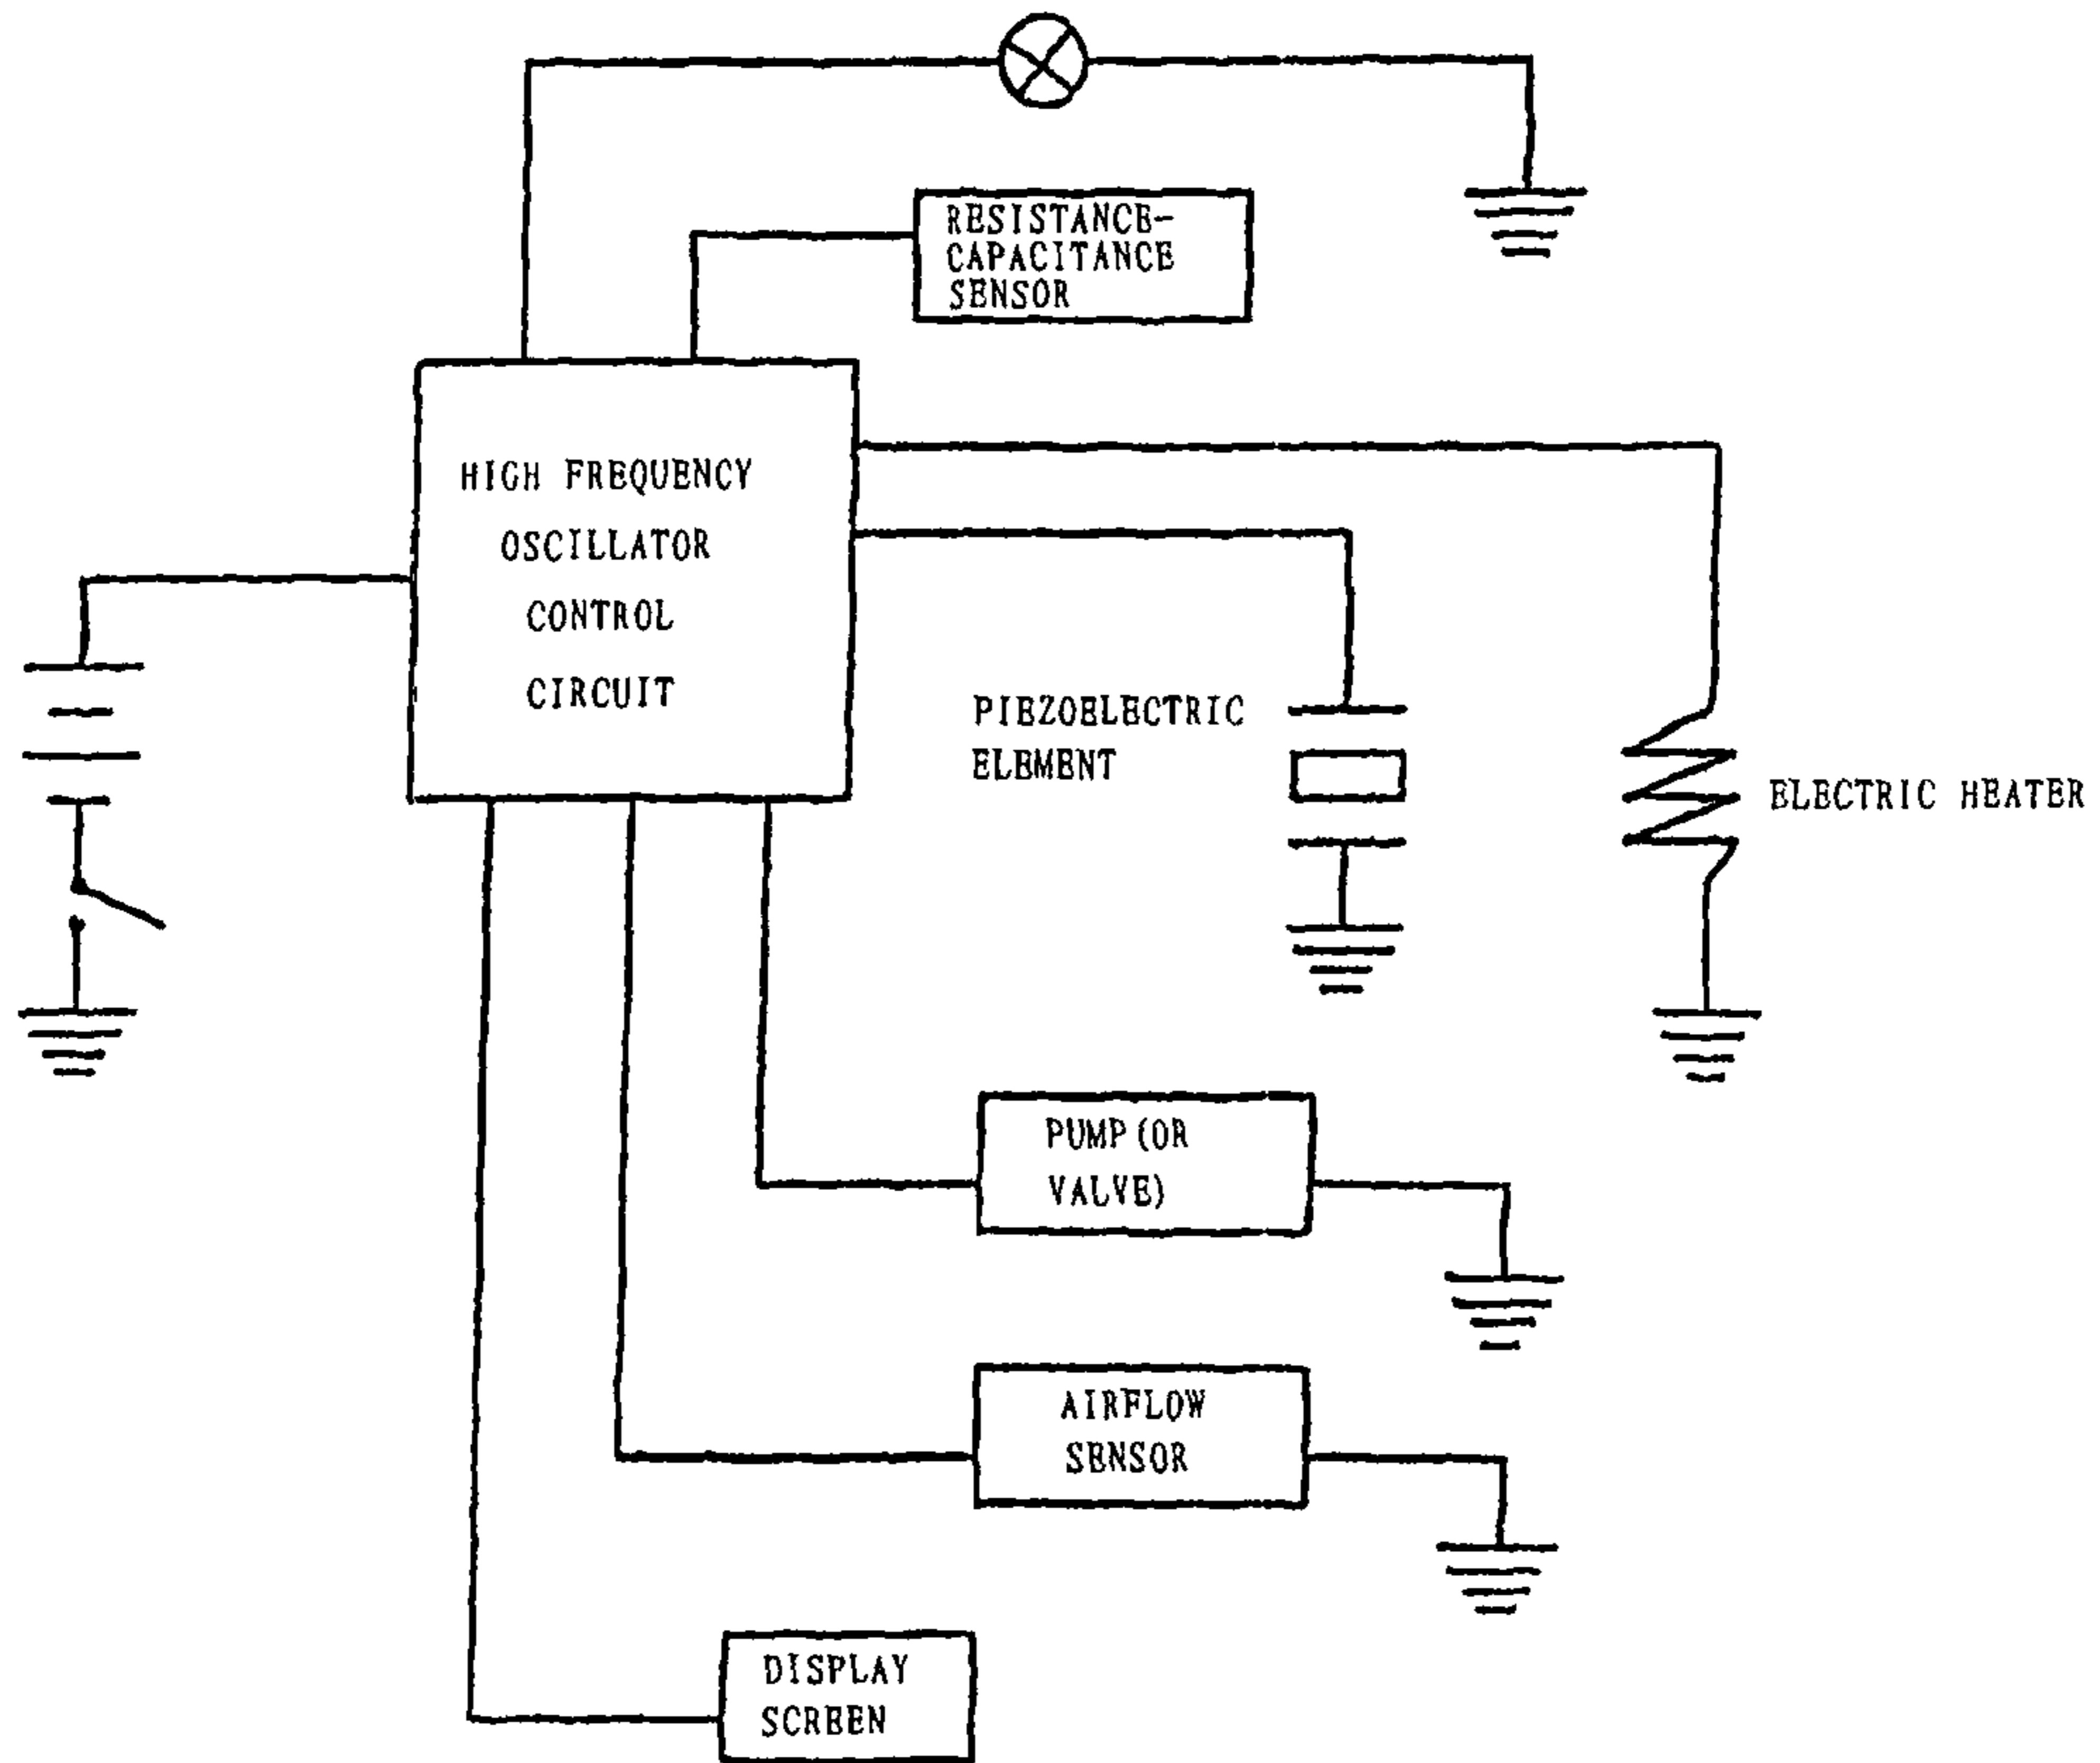 RESISTANCE-
CAPACITANCE
SENSOR
HIGH FREQUENCY
OSCILLATOR
CONTROL
CIRCUIT
PIEZOELECTRIC
ELEMENT
ELECTRIC HEATER
PUMP(OR
VALVE)
AIRFLOW
SENSOR
DISPLAY
SCREEN